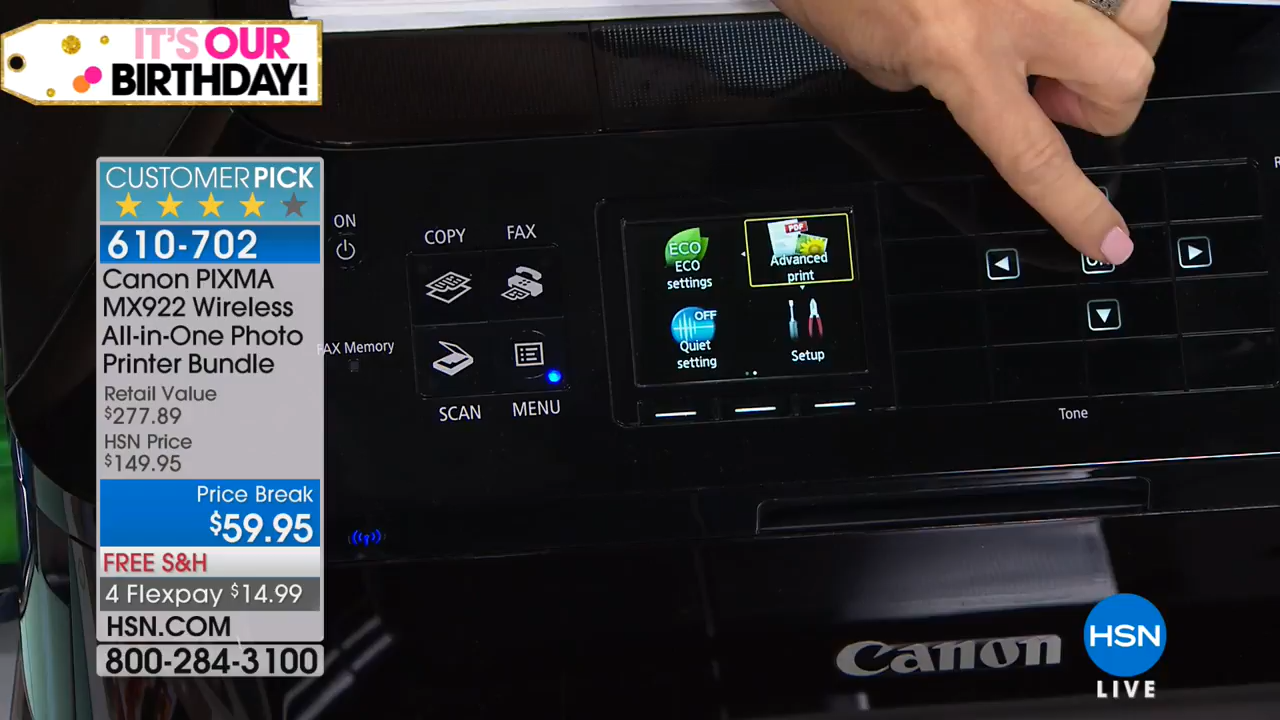 IT'S OUR
BIRTHDAY!
CUSTOMER PICK
610-702
Canon PIXMA
MX922 Wireless
All-in-One Photo
Printer Bundle
Retail Value
$277.89
HSN Price
$149.95
Price Break
$59.95
FREE S&H
4 Flexpay $14.99
HSN.COM
800-284-3100
ON
COPY
FAX
FAX Memory
SCAN
MENU
ECO
ECO
settings
PDF
Advanced
print
OFF
Quiet
setting
Setup
Tone
Canon
HSN
LIVE